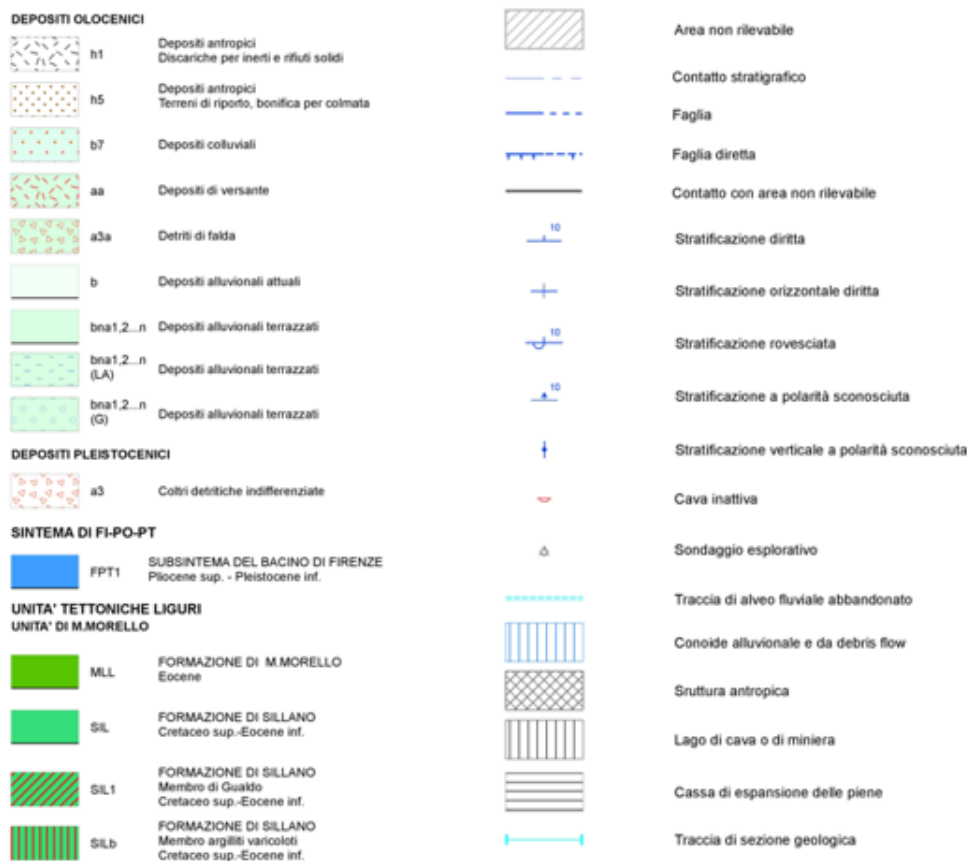 DEPOSITI OLOCENICI
h1
Depositi antropici
Discariche per inerti e rifiuti solidi
h5
Depositi antropici
Terreni di riporto, bonifica per colmata
b7
Depositi colluviali
aa
Depositi di versante
a3a
Detriti di falda
b
Depositi alluvionali attuali
bna1,2...n
Depositi alluvionali terrazzati
bna1,2...n
(LA)
Depositi alluvionali terrazzati
bna1,2...n
(G)
Depositi alluvionali terrazzati
DEPOSITI PLEISTOCENICI
a3
Coltri detritiche indifferenziate
SINTEMA DI FI-PO-PT
FPT1
SUBSINTEMA DEL BACINO DI FIRENZE
Pliocene sup. - Pleistocene inf.
UNITA' TETTONICHE LIGURI
UNITA' DI M.MORELLO
MLL
FORMAZIONE DI M.MORELLO
Eocene
SIL
FORMAZIONE DI SILLANO
Cretaceo sup.-Eocene inf.
SIL1
FORMAZIONE DI SILLANO
Membro di Gualdo
Cretaceo sup.-Eocene inf.
SILb
FORMAZIONE DI SILLANO
Membro argilliti varicoloti
Cretaceo sup.-Eocene inf.
Area non rilevabile
Contatto stratigrafico
Faglia
Faglia diretta
Contatto con area non rilevabile
10
Stratificazione diritta
Stratificazione orizzontale diritta
10
Stratificazione rovesciata
10
Stratificazione a polarità sconosciuta
Stratificazione verticale a polarità sconosciuta
Cava inattiva
Sondaggio esplorativo
Traccia di alveo fluviale abbandonato
Conoide alluvionale e da debris flow
Sruttura antropica
Lago di cava o di miniera
Cassa di espansione delle piene
Traccia di sezione geologica